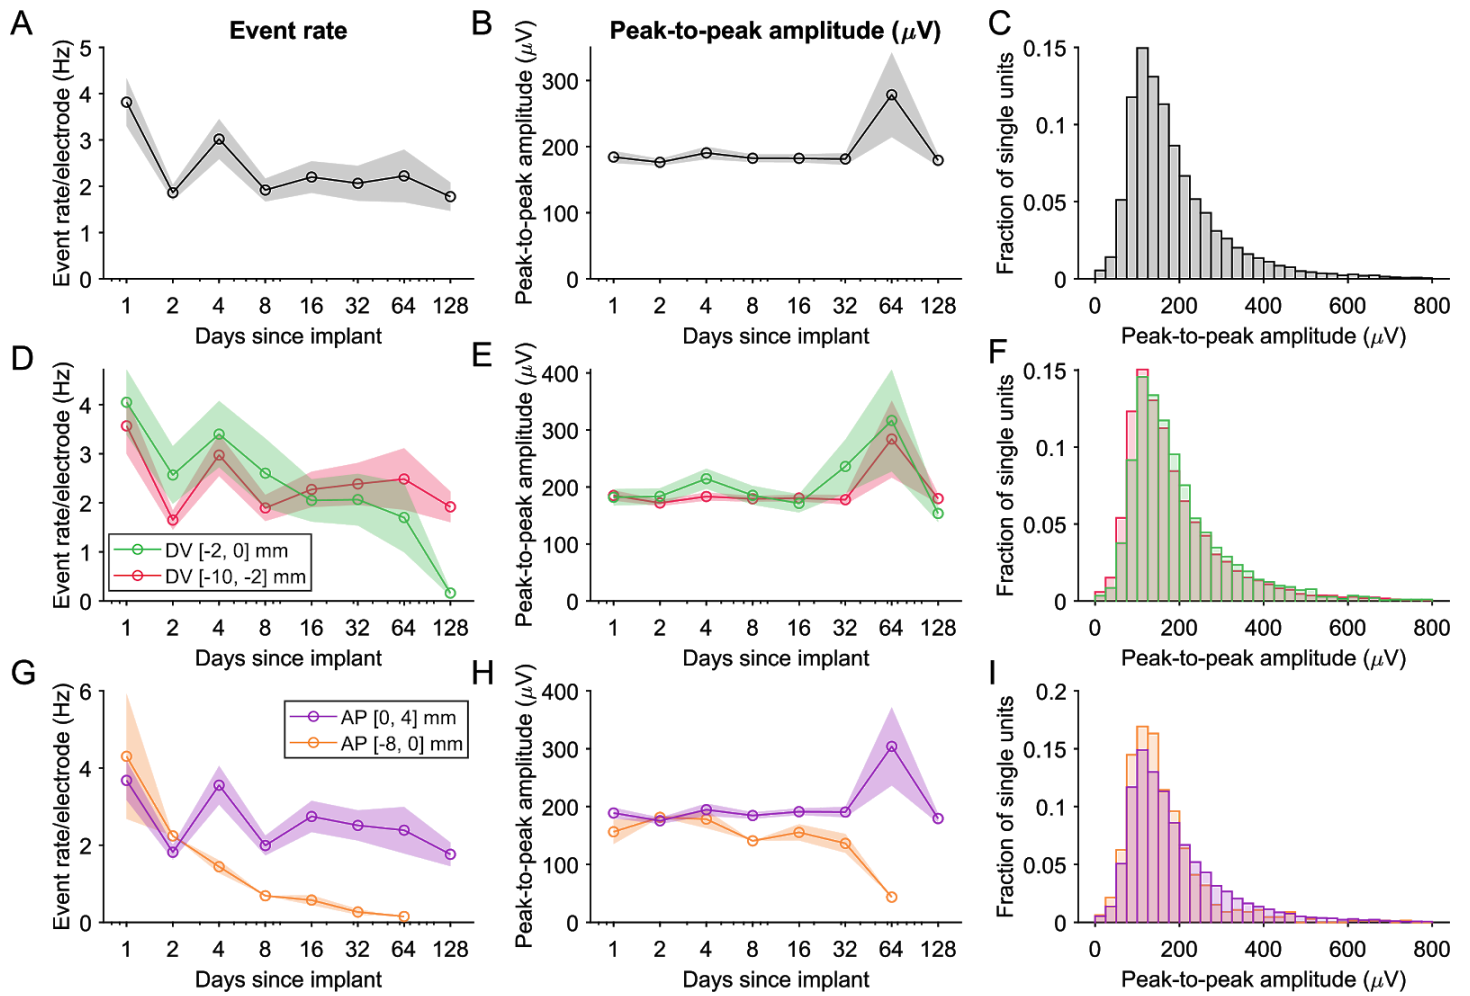 A
Event rate
B
Peak-to-peak amplitude (μV)
C
Event rate/electrode (Hz)
5
4
3
2
1
0
1 2 4 8 16 32 64 128
Days since implant
Peak-to-peak amplitude (μV)
300
200
100
0
1 2 4 8 16 32 64 128
Days since implant
Fraction of single units
0.15
0.1
0.05
0
0 200 400 600 800
Peak-to-peak amplitude (μV)
D
Event rate/electrode (Hz)
4
3
2
1
0
DV [-2, 0] mm
DV [-10, -2] mm
1 2 4 8 16 32 64 128
Days since implant
E
Peak-to-peak amplitude (μV)
400
300
200
100
0
1 2 4 8 16 32 64 128
Days since implant
F
Fraction of single units
0.15
0.1
0.05
0
0 200 400 600 800
Peak-to-peak amplitude (μV)
G
Event rate/electrode (Hz)
6
4
2
0
AP [0, 4] mm
AP [-8, 0] mm
1 2 4 8 16 32 64 128
Days since implant
H
Peak-to-peak amplitude (μV)
400
300
200
100
0
1 2 4 8 16 32 64 128
Days since implant
I
Fraction of single units
0.2
0.15
0.1
0.05
0
0 200 400 600 800
Peak-to-peak amplitude (μV)